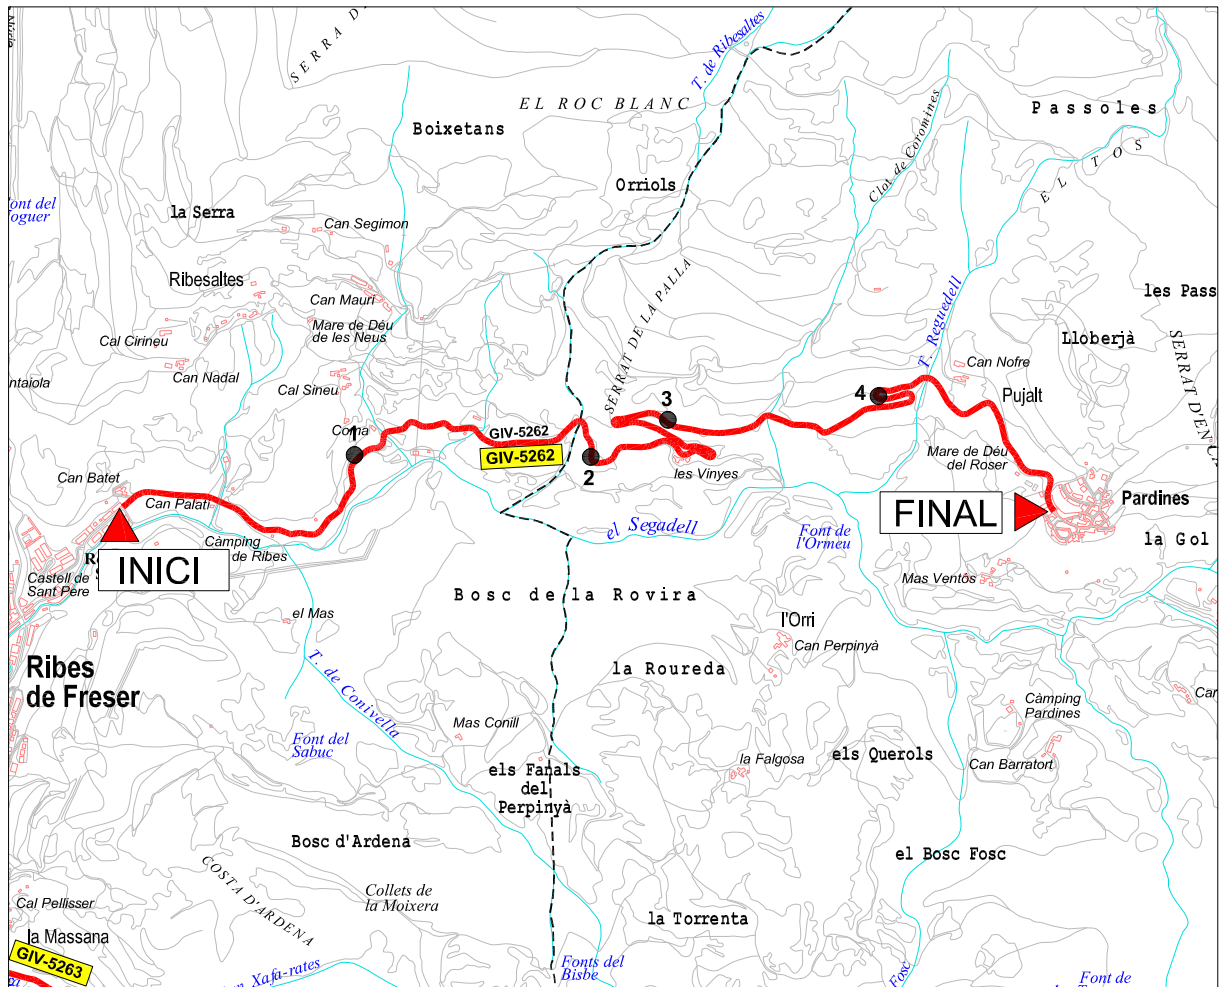 SERRA D
T. de Ribesaltes
EL ROC BLANC
Passoles
Boixetans
Clot de Coromines
EL TOS
Orriols
ont del
oguer
la Serra
Can Segimon
Ribesaltes
SERRAT DE LA PALLA
les Pass
Can Mauri
Mare de Déu
de les Neus
T. Reguedell
Lloberjà
Cal Cirineu
Can Nofre
Can Nadal
ntaiola
Cal Sineu
Pujalt
3
4
Coma
1
GIV-5262
GIV-5262
2
les Vinyes
Mare de Déu
del Roser
Can Batet
Can Palatí
FINAL
Pardines
el Segadell
Font de
l'Ormeu
la Gol
Càmping
de Ribes
INICI
Castell de
Sant Pere
Mas Ventós
Bosc de la Rovira
el Mas
l'Orri
Can Perpinyà
Ribes
de Freser
la Roureda
T. de Conivella
Càmping
Pardines
Car
Mas Conill
Font del
Sabuc
la Falgosa
els Querols
Can Barratort
els Fanals
del
Perpinyà
Bosc d'Ardena
el Bosc Fosc
COSTA D'ARDENA
Collets de
la Moixera
Cal Pellisser
la Torrenta
la Massana
GIV-5263
Xafa-rates
Fonts del
Bisbe
Fosc
Font de